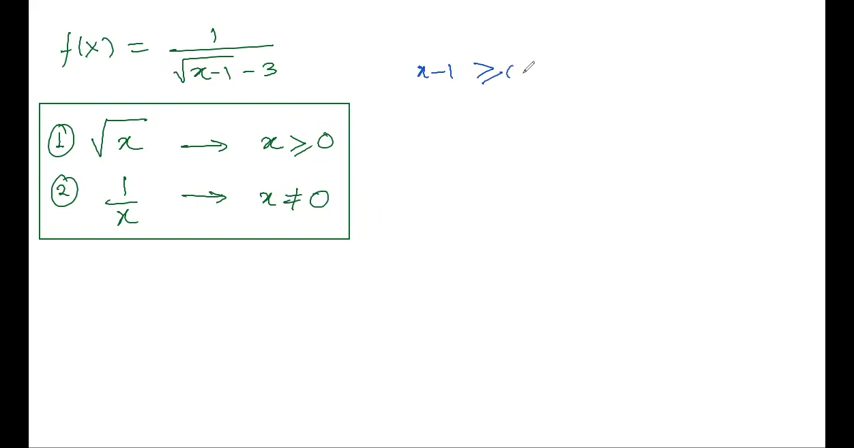 f(x) = 1 / (√(x-1) - 3)
x-1 ≥
① √x → x ≥ 0
② 1/x → x ≠ 0